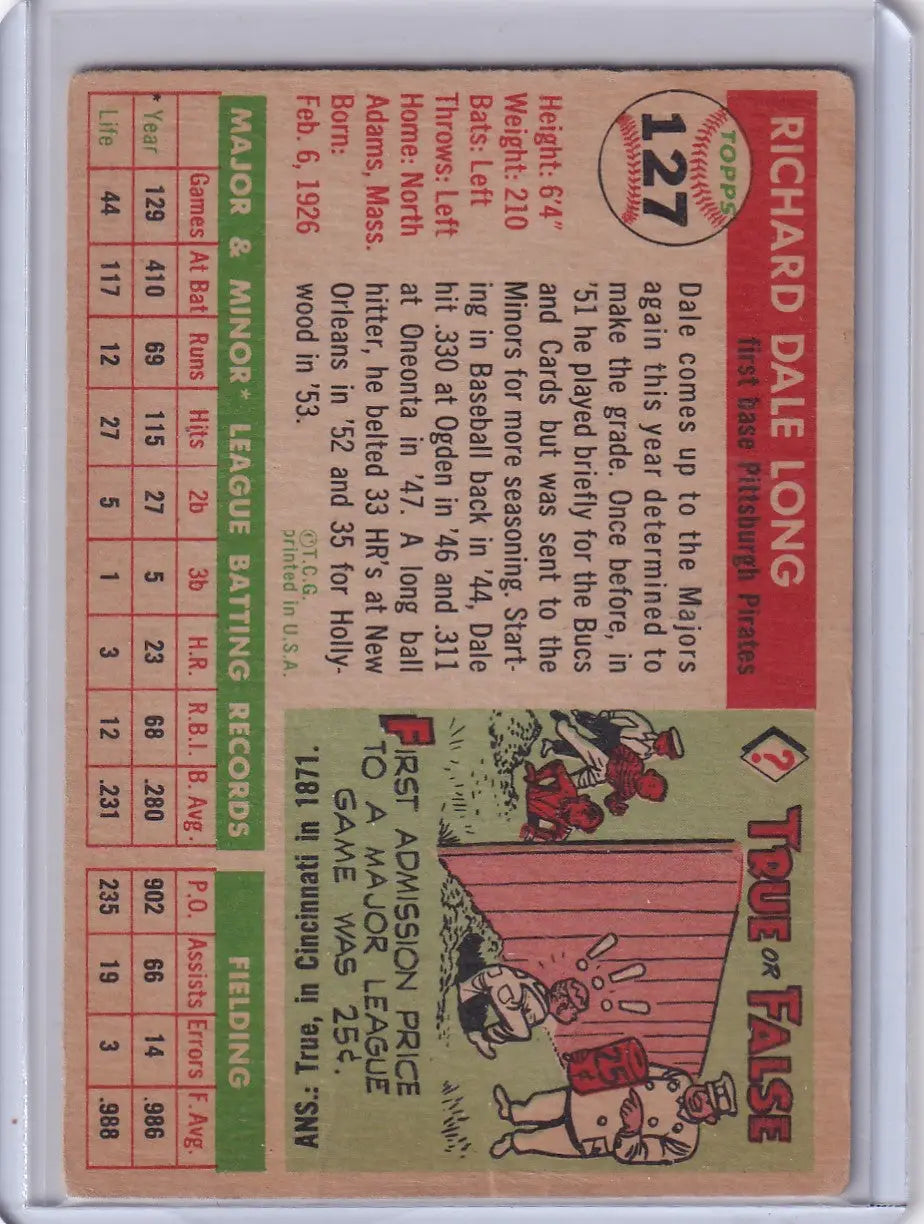 RICHARD DALE LONG
first base Pittsburgh Pirates
TOPPS
127
Height: 6'4"
Weight: 210
Bats: Left
Throws: Left
Home: North
Adams, Mass.
Born:
Feb. 6, 1926
Dale comes up to the Majors
again this year determined to
make the grade. Once before, in
'51 he played briefly for the Bucs
and Cards but was sent to the
Minors for more seasoning. Start-
ing in Baseball back in '44, Dale
hit .330 at Ogden in '46 and .311
at Oneonta in '47. A long ball
hitter, he belted 33 HR's at New
Orleans in '52 and 35 for Holly-
wood in '53.
©T.C.G.
printed in U.S.A.
?
TRUE OR FALSE
25
FIRST ADMISSION PRICE
TO A MAJOR LEAGUE
GAME WAS 25¢.
ANS.: True, in Cincinnati in 1871.
MAJOR & MINOR* LEAGUE BATTING RECORDS
FIELDING
Games At Bat Runs Hits 2b 3b H.R. R.B.I. B. Avg. P.O. Assists Errors F. Avg.
* Year 129 410 69 115 27 5 23 68 .280 902 66 14 .986
Life 44 117 12 27 5 1 3 12 .231 235 19 3 .988